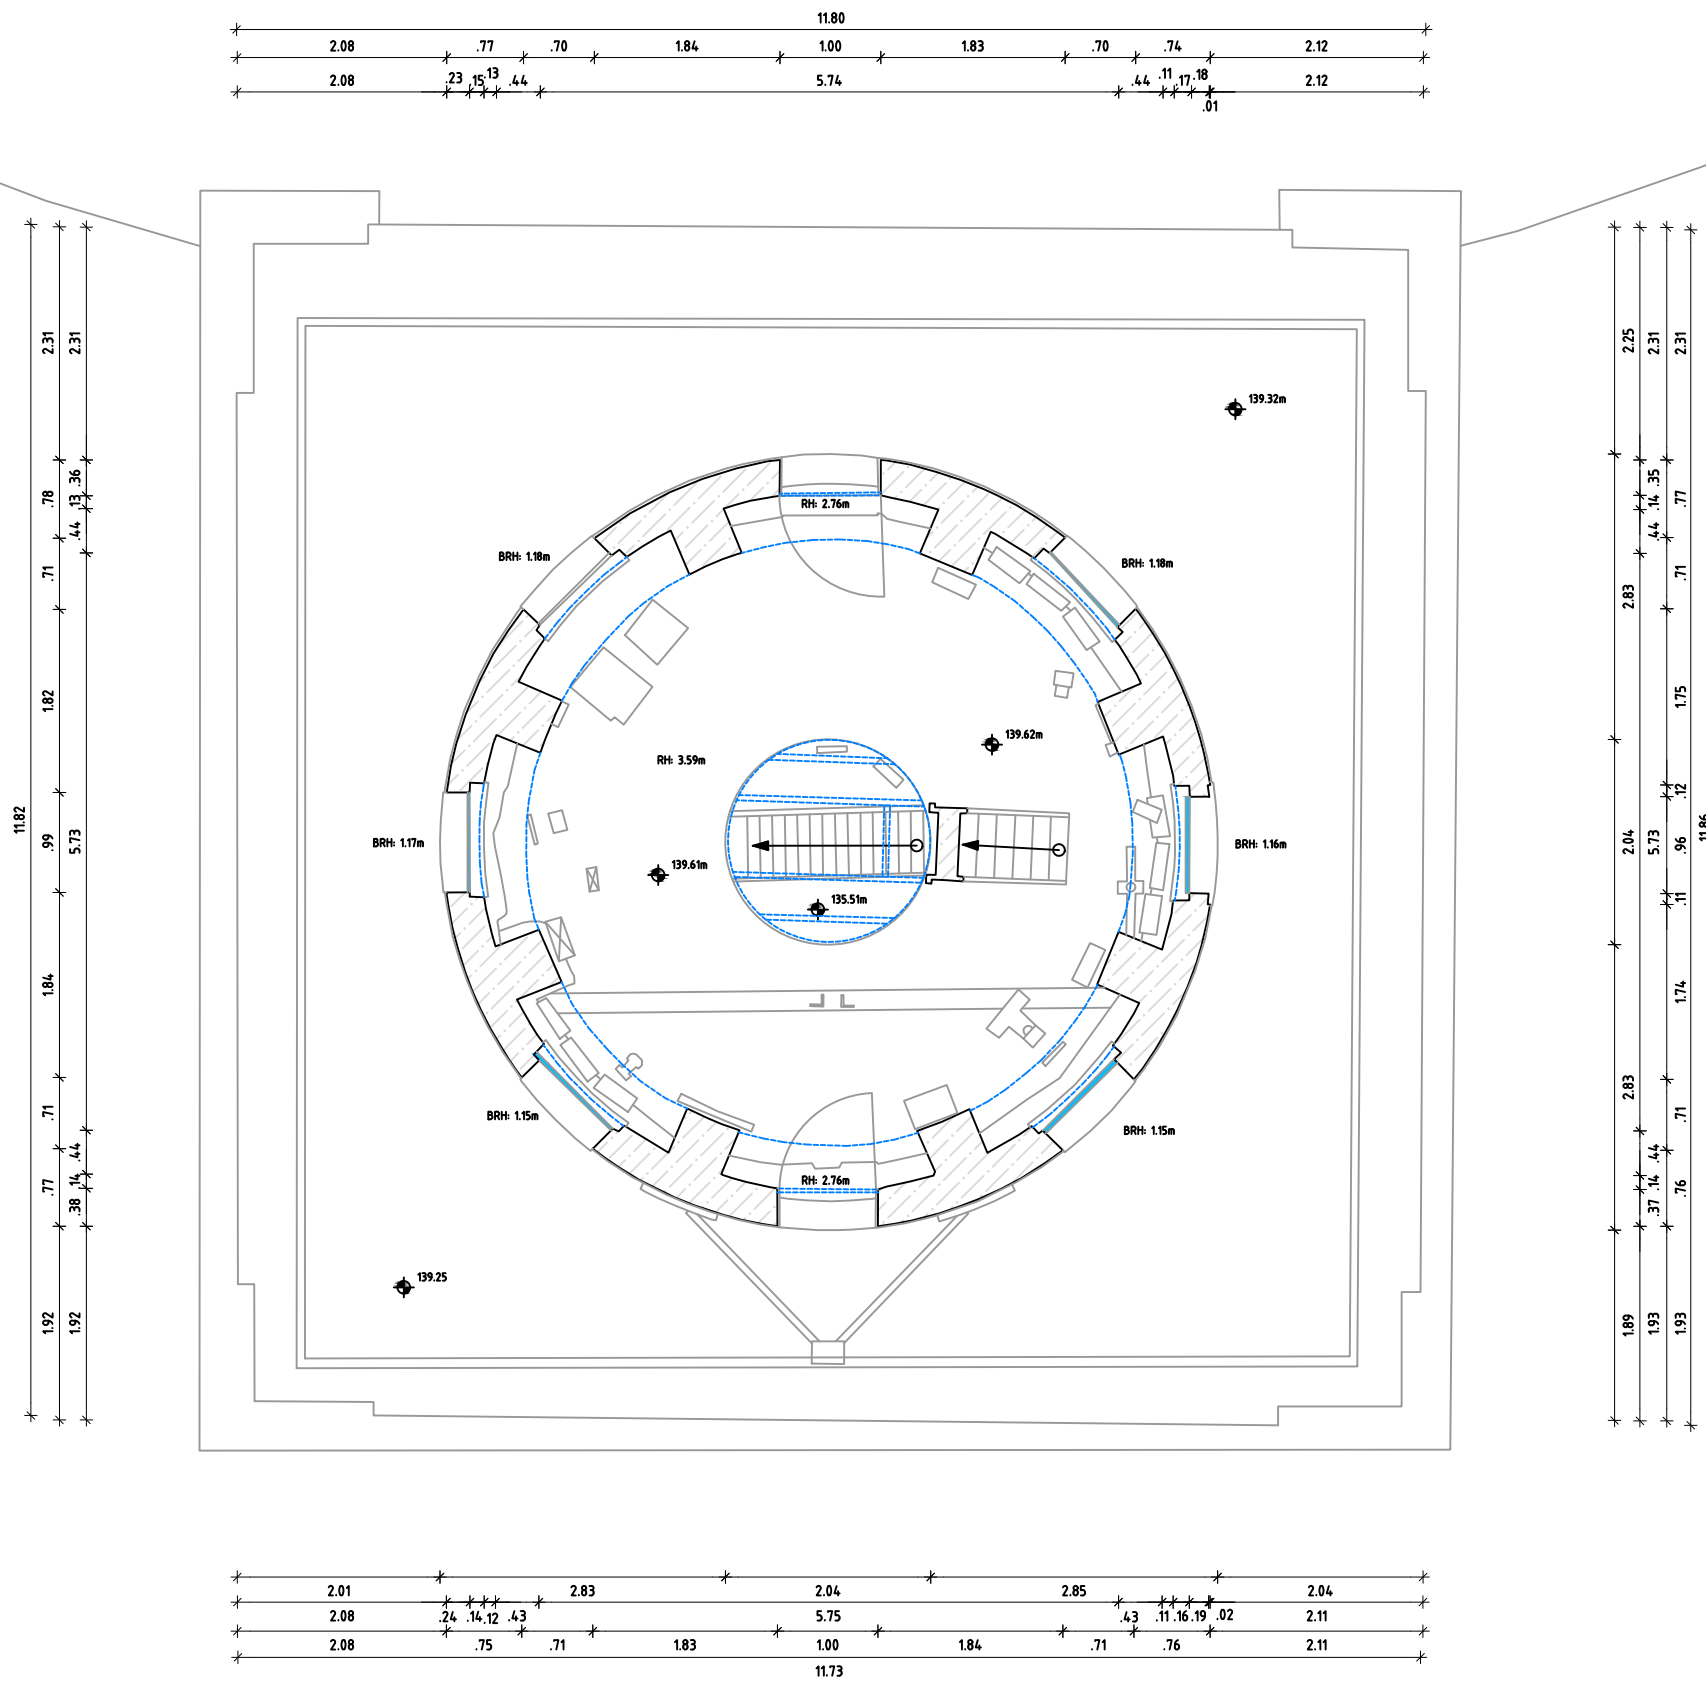 11.80
2.08 .77 .70 1.84 1.00 1.83 .70 .74 2.12
2.08 .23 .15 .13 .44 5.74 .44 .11 .17 .18 2.12
.01
139.32m
RH: 2.76m
BRH: 1.18m
BRH: 1.18m
139.62m
RH: 3.59m
BRH: 1.17m
BRH: 1.16m
139.61m
135.51m
BRH: 1.15m
BRH: 1.15m
RH: 2.76m
139.25
11.82
2.31 .78 .71 1.82 .99 1.84 .71 .77 1.92
2.31 .36 .13 .44 5.73 .44 .14 .38 1.92
2.25 2.83 2.04 2.83 1.89
2.31 .35 .14 .44 5.73 .44 .14 .37 1.93
2.31 .77 .71 1.75 .12 .96 .11 1.74 .71 .76 1.93
11.86
2.01 2.83 2.04 2.85 2.04
2.08 .24 .14 .12 .43 5.75 .43 .11 .16 .19 .02 2.11
2.08 .75 .71 1.83 1.00 1.84 .71 .76 2.11
11.73